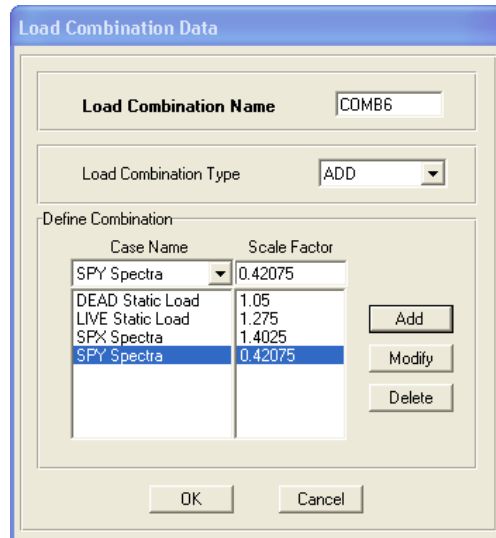 Load Combination Data
Load Combination Name COMB6
Load Combination Type ADD
Define Combination
Case Name Scale Factor
SPY Spectra 0.42075
DEAD Static Load 1.05
LIVE Static Load 1.275
SPX Spectra 1.4025
SPY Spectra 0.42075
Add
Modify
Delete
OK Cancel